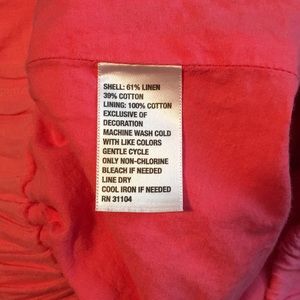 SHELL: 61% LINEN
39% COTTON
LINING: 100% COTTON
EXCLUSIVE OF
DECORATION
MACHINE WASH COLD
WITH LIKE COLORS
GENTLE CYCLE
ONLY NON-CHLORINE
BLEACH IF NEEDED
LINE DRY
COOL IRON IF NEEDED
RN 31104